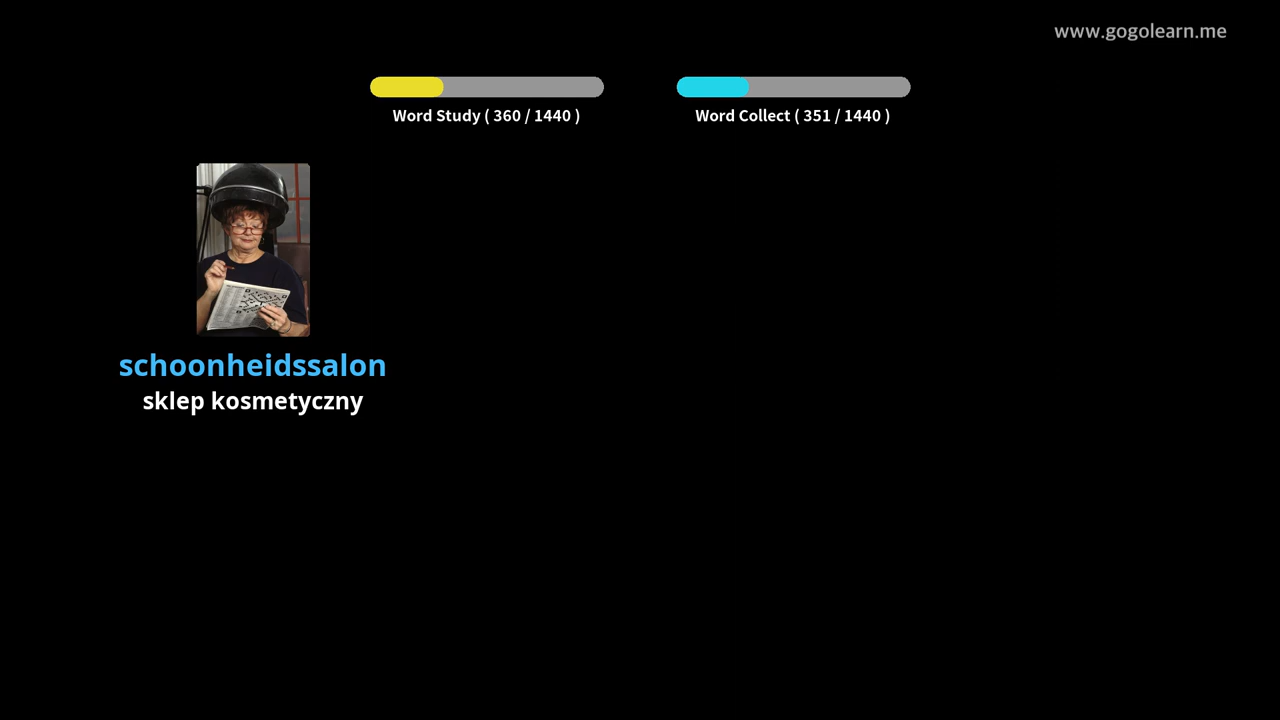 www.gogolearn.me
Word Study ( 360 / 1440 )
Word Collect ( 351 / 1440 )
schoonheidssalon
sklep kosmetyczny